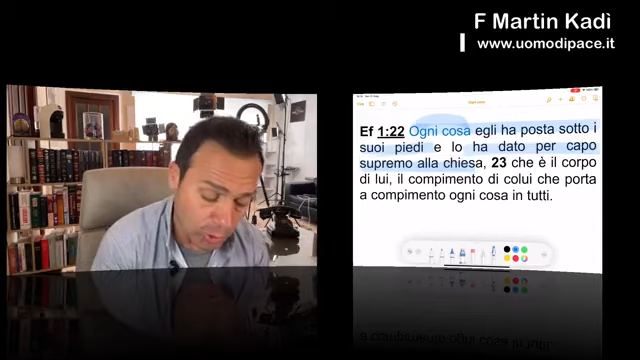 F Martin Kadì
www.uomodipace.it
Ogni cosa
Ef 1:22 Ogni cosa egli ha posta sotto i
suoi piedi e lo ha dato per capo
supremo alla chiesa, 23 che è il corpo
di lui, il compimento di colui che porta
a compimento ogni cosa in tutti.